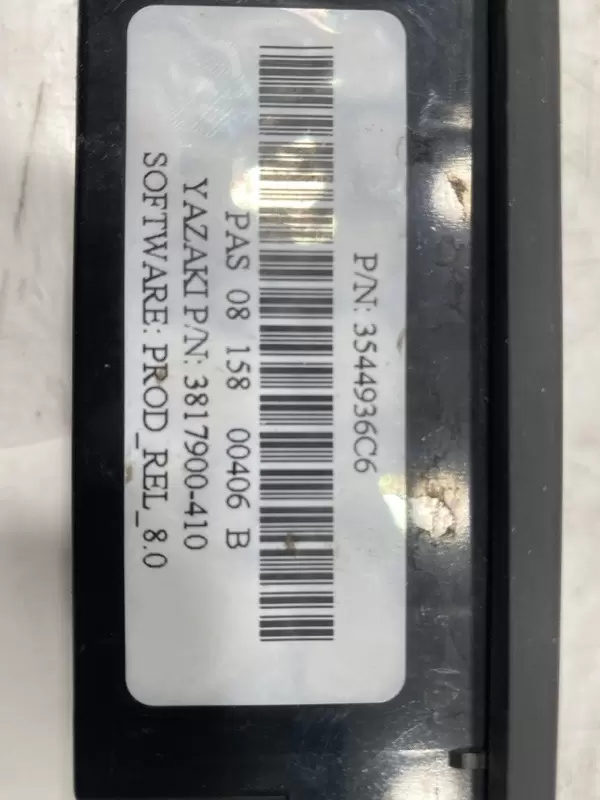 P/N: 3544936C6
PAS 08 158 00406 B
YAZAKI P/N: 3817900-410
SOFTWARE: PROD_REL_8.0